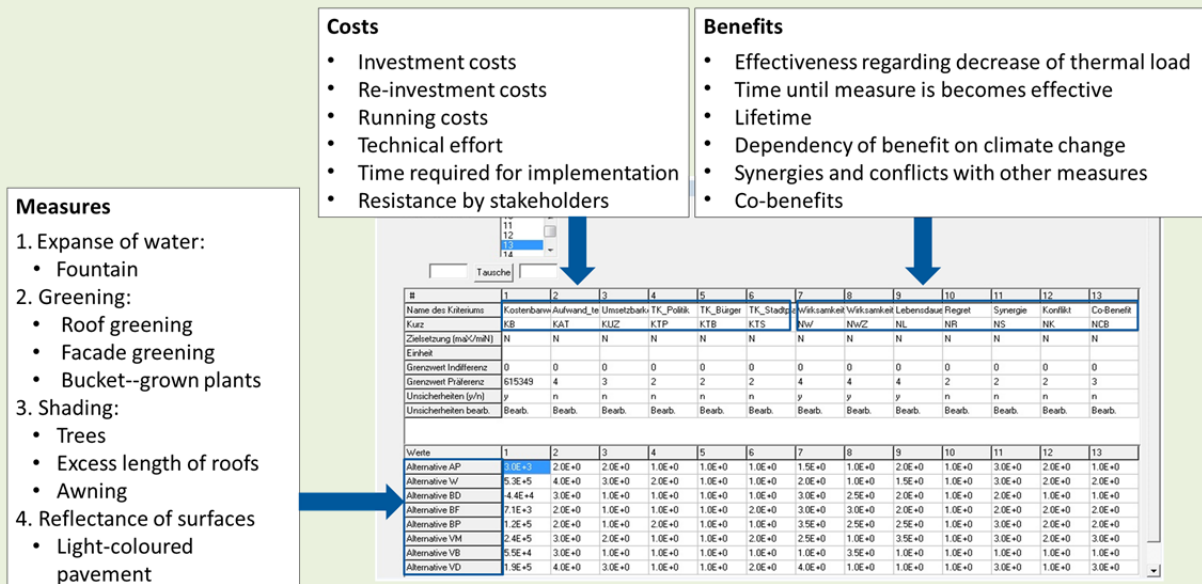 Costs
• Investment costs
• Re-investment costs
• Running costs
• Technical effort
• Time required for implementation
• Resistance by stakeholders
Benefits
• Effectiveness regarding decrease of thermal load
• Time until measure is becomes effective
• Lifetime
• Dependency of benefit on climate change
• Synergies and conflicts with other measures
• Co-benefits
Measures
1. Expanse of water:
• Fountain
2. Greening:
• Roof greening
• Facade greening
• Bucket--grown plants
3. Shading:
• Trees
• Excess length of roofs
• Awning
4. Reflectance of surfaces
• Light-coloured
pavement
11
12
13
14
Tausche
# 1 2 3 4 5 6 7 8 9 10 11 12 13
Name des Kriteriums Kostenbarw Aufwand_te Umsetzbark TK_Politik TK_Bürger TK_Stadtpla Wirksamkeit Wirksamkeit Lebensdaue Regret Synergie Konflikt Co-Benefit
Kurz KB KAT KUZ KTP KTB KTS NW NWZ NL NR NS NK NCB
Zielsetzung (maX/miN) N N N N N N N N N N N N N
Einheit
Grenzwert Indifferenz 0 0 0 0 0 0 0 0 0 0 0 0 0
Grenzwert Präferenz 615349 4 3 2 2 2 4 4 4 2 2 2 3
Unsicherheiten (y/n) y n n n n n y y y n n n n
Unsicherheiten bearb. Bearb. Bearb. Bearb. Bearb. Bearb. Bearb. Bearb. Bearb. Bearb. Bearb. Bearb. Bearb. Bearb.
Werte 1 2 3 4 5 6 7 8 9 10 11 12 13
Alternative AP 3.0E+3 2.0E+0 2.0E+0 1.0E+0 1.0E+0 1.0E+0 1.5E+0 1.0E+0 2.0E+0 1.0E+0 3.0E+0 2.0E+0 1.0E+0
Alternative W 5.3E+5 4.0E+0 3.0E+0 2.0E+0 1.0E+0 1.0E+0 2.0E+0 1.0E+0 1.5E+0 1.0E+0 3.0E+0 2.0E+0 2.0E+0
Alternative BD -4.4E+4 3.0E+0 1.0E+0 1.0E+0 1.0E+0 1.0E+0 3.0E+0 2.5E+0 2.0E+0 1.0E+0 2.0E+0 1.0E+0 1.0E+0
Alternative BF 7.1E+3 2.0E+0 1.0E+0 1.0E+0 1.0E+0 2.0E+0 3.0E+0 3.0E+0 2.0E+0 1.0E+0 3.0E+0 2.0E+0 1.0E+0
Alternative BP 1.2E+5 2.0E+0 1.0E+0 2.0E+0 1.0E+0 1.0E+0 3.5E+0 2.5E+0 2.5E+0 1.0E+0 3.0E+0 2.0E+0 1.0E+0
Alternative VM 2.4E+5 3.0E+0 1.0E+0 2.0E+0 1.0E+0 2.0E+0 2.5E+0 1.0E+0 3.5E+0 1.0E+0 3.0E+0 2.0E+0 3.0E+0
Alternative VB 5.5E+4 3.0E+0 1.0E+0 1.0E+0 1.0E+0 1.0E+0 1.0E+0 3.5E+0 1.0E+0 1.0E+0 1.0E+0 1.0E+0 3.0E+0
Alternative VD 1.9E+5 4.0E+0 3.0E+0 1.0E+0 1.0E+0 2.0E+0 4.0E+0 1.0E+0 1.0E+0 1.0E+0 3.0E+0 2.0E+0 3.0E+0